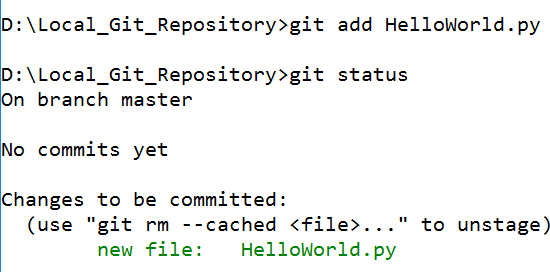 D:\Local_Git_Repository>git add HelloWorld.py
D:\Local_Git_Repository>git status
On branch master
No commits yet
Changes to be committed:
(use "git rm --cached <file>..." to unstage)
new file:   HelloWorld.py